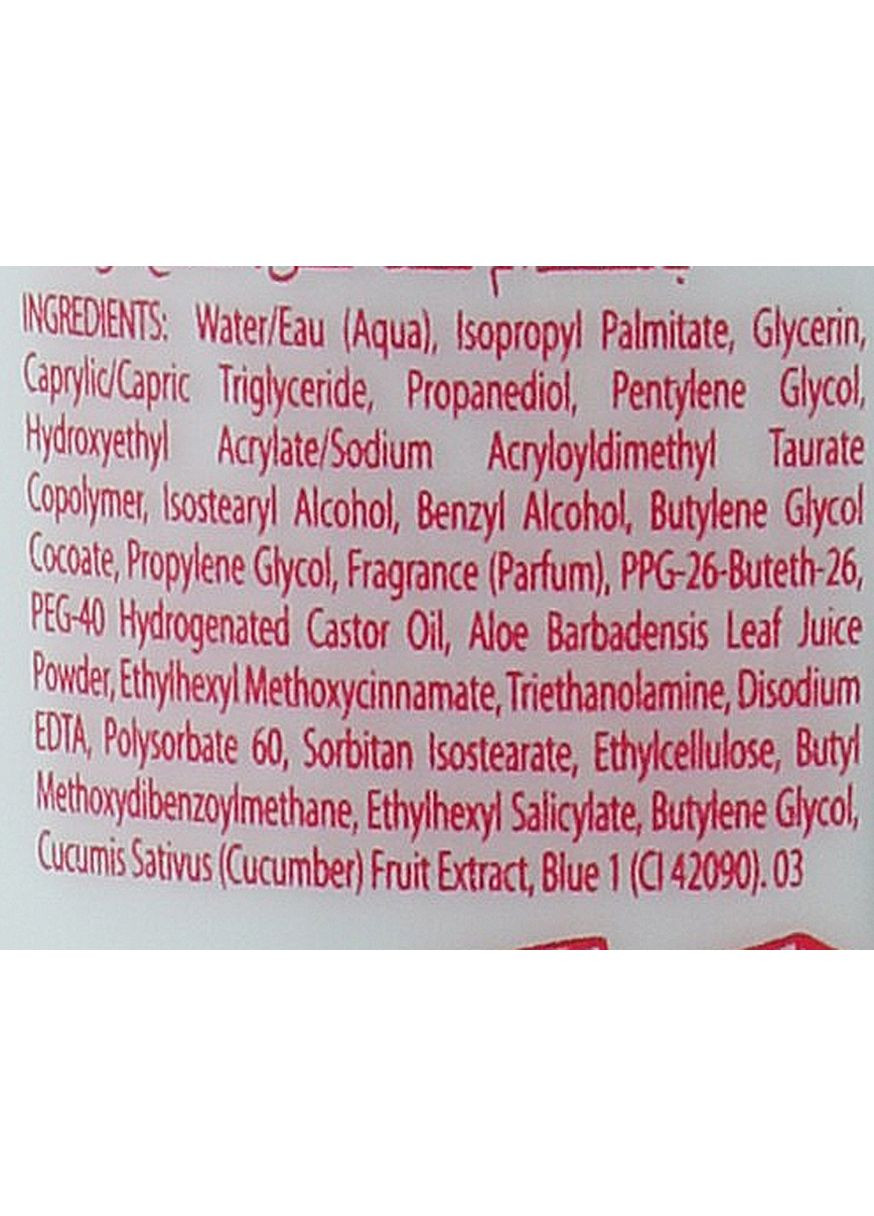 INGREDIENTS: Water/Eau (Aqua), Isopropyl Palmitate, Glycerin,
Caprylic/Capric Triglyceride, Propanediol, Pentylene Glycol,
Hydroxyethyl Acrylate/Sodium Acryloyldimethyl Taurate
Copolymer, Isostearyl Alcohol, Benzyl Alcohol, Butylene Glycol
Cocoate, Propylene Glycol, Fragrance (Parfum), PPG-26-Buteth-26,
PEG-40 Hydrogenated Castor Oil, Aloe Barbadensis Leaf Juice
Powder, Ethylhexyl Methoxycinnamate, Triethanolamine, Disodium
EDTA, Polysorbate 60, Sorbitan Isostearate, Ethylcellulose, Butyl
Methoxydibenzoylmethane, Ethylhexyl Salicylate, Butylene Glycol,
Cucumis Sativus (Cucumber) Fruit Extract, Blue 1 (CI 42090). 03